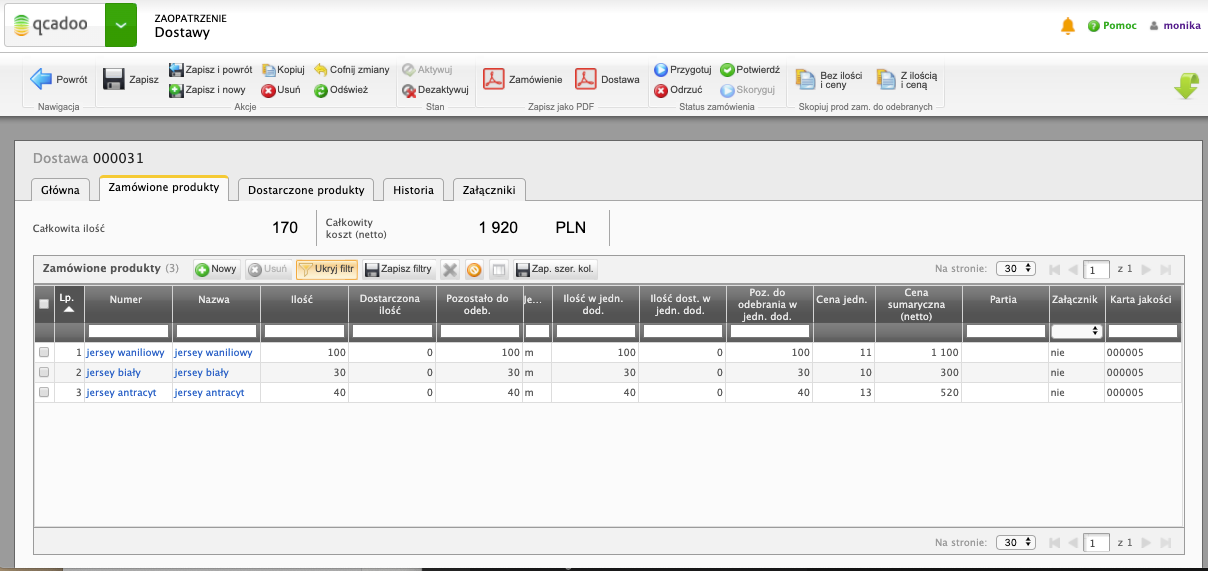 qcadoo
ZAOPATRZENIE
Dostawy
Pomoc
monika
Powrót
Nawigacja
Zapisz
Zapisz i powrót
Kopiuj
Cofnij zmiany
Zapisz i nowy
Usuń
Odśwież
Akcje
Aktywuj
Dezaktywuj
Stan
Zamówienie
Dostawa
Zapisz jako PDF
Przygotuj
Potwierdź
Odrzuć
Skoryguj
Status zamówienia
Bez ilości i ceny
Z ilością i ceną
Skopiuj prod zam. do odebranych
Dostawa 000031
Główna
Zamówione produkty
Dostarczone produkty
Historia
Załączniki
Całkowita ilość 170
Całkowity koszt (netto) 1 920 PLN
Zamówione produkty (3)
Nowy
Usuń
Ukryj filtr
Zapisz filtry
Zap. szer. kol.
Na stronie: 30 1 z 1
Lp. Numer Nazwa Ilość Dostarczona ilość Pozostało do odeb. Je... Ilość w jedn. dod. Ilość dost. w jedn. dod. Poz. do odebrania w jedn. dod. Cena jedn. Cena sumaryczna (netto) Partia Załącznik Karta jakości
1 jersey waniliowy jersey waniliowy 100 0 100 m 100 0 100 11 1 100 nie 000005
2 jersey biały jersey biały 30 0 30 m 30 0 30 10 300 nie 000005
3 jersey antracyt jersey antracyt 40 0 40 m 40 0 40 13 520 nie 000005
Na stronie: 30 1 z 1